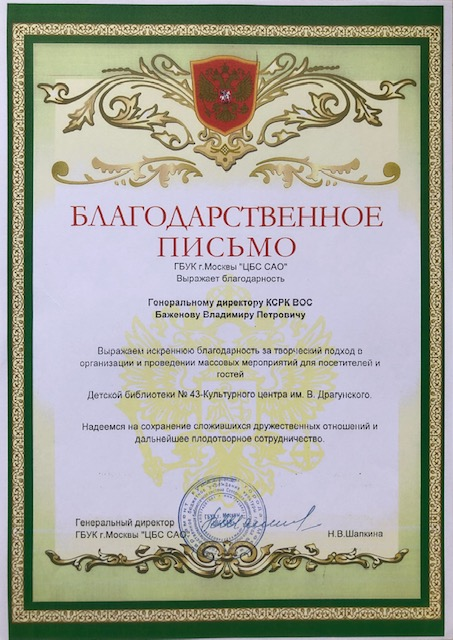 БЛАГОДАРСТВЕННОЕ
ПИСЬМО
ГБУК г.Москвы "ЦБС САО"
Выражает благодарность
Генеральному директору КСРК ВОС
Баженову Владимиру Петровичу
Выражаем искреннюю благодарность за творческий подход в
организации и проведении массовых мероприятий для посетителей и
гостей
Детской библиотеки № 43-Культурного центра им. В. Драгунского.
Надеемся на сохранение сложившихся дружественных отношений и
дальнейшее плодотворное сотрудничество.
Генеральный директор
ГБУК г.Москвы "ЦБС САО"
Н.В.Шапкина